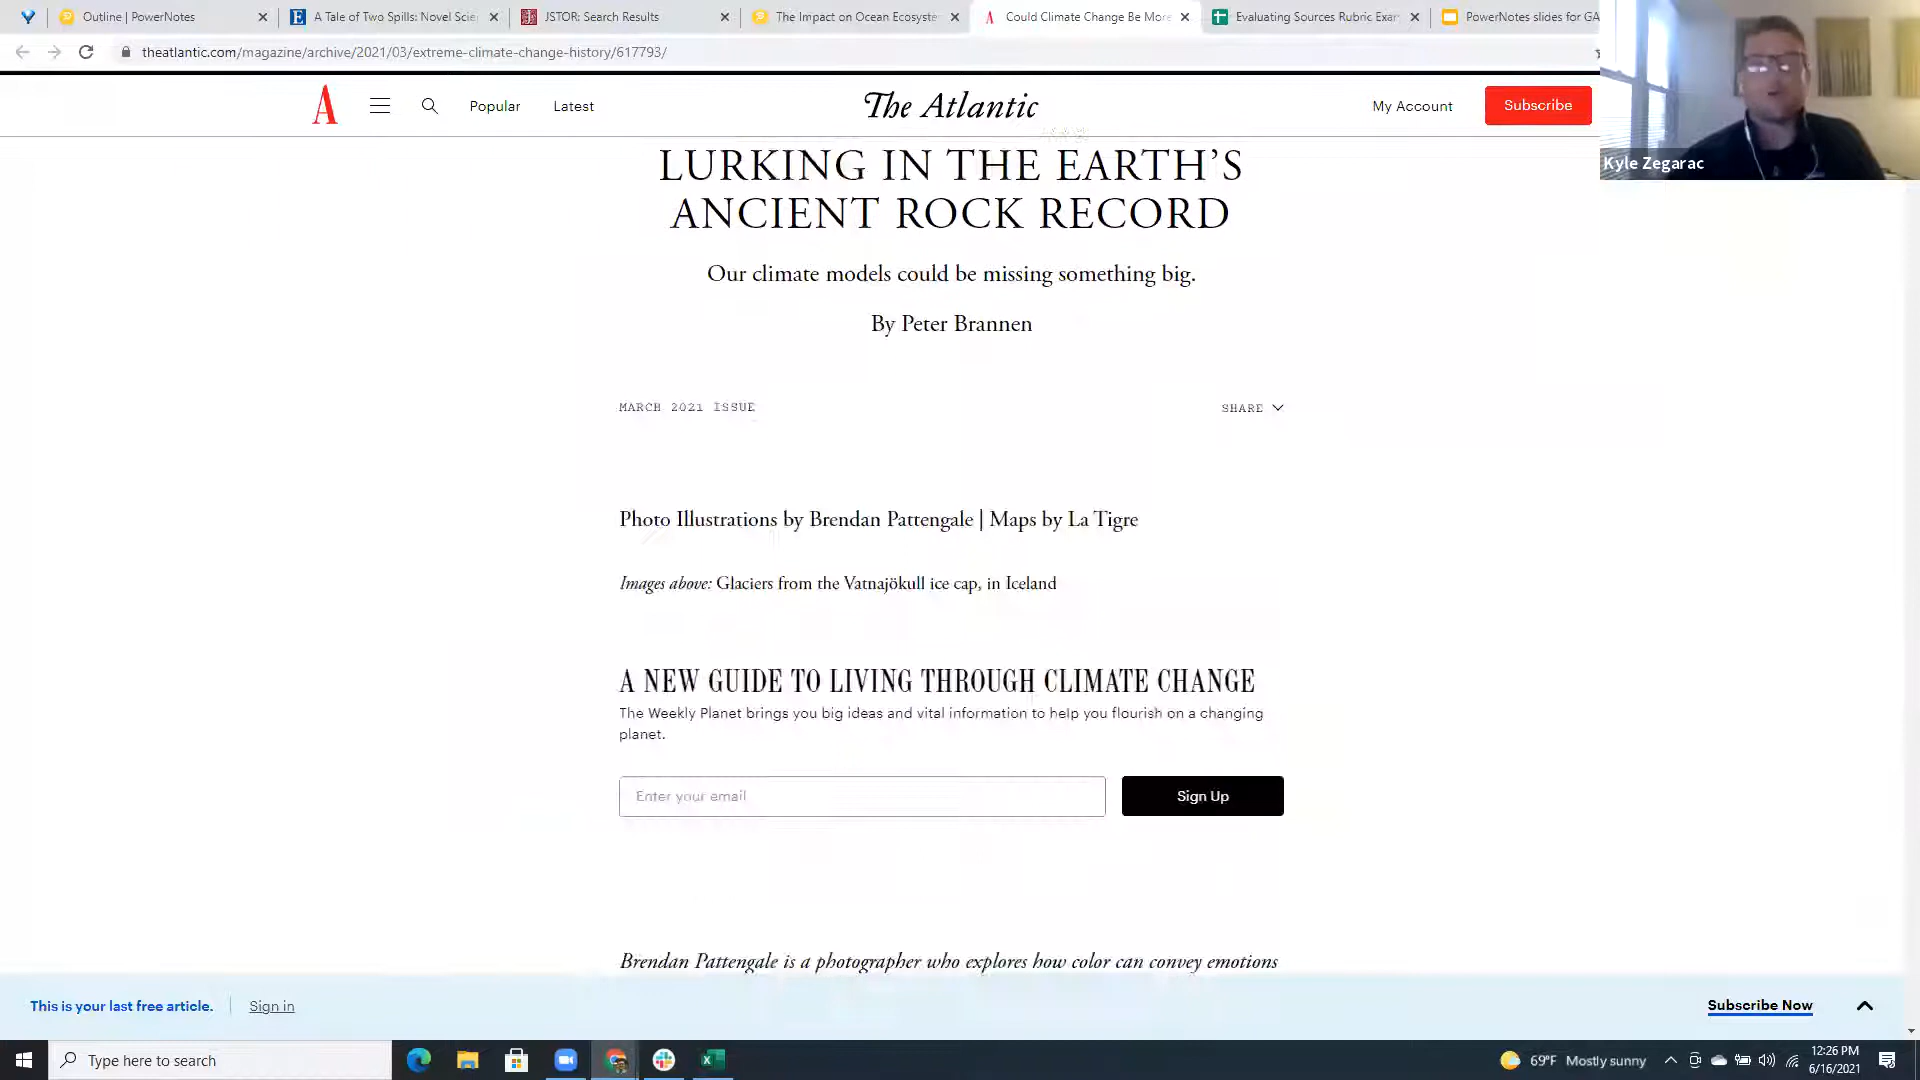 Outline | PowerNotes
A Tale of Two Spills: Novel Scie
JSTOR: Search Results
The Impact on Ocean Ecosyste
Could Climate Change Be More
Evaluating Sources Rubric Exar
PowerNotes slides for GA
theatlantic.com/magazine/archive/2021/03/extreme-climate-change-history/617793/
Popular
Latest
The Atlantic
My Account
Subscribe
Kyle Zegarac
LURKING IN THE EARTH'S
ANCIENT ROCK RECORD
Our climate models could be missing something big.
By Peter Brannen
MARCH 2021 ISSUE
SHARE
Photo Illustrations by Brendan Pattengale | Maps by La Tigre
Images above: Glaciers from the Vatnajökull ice cap, in Iceland
A NEW GUIDE TO LIVING THROUGH CLIMATE CHANGE
The Weekly Planet brings you big ideas and vital information to help you flourish on a changing
planet.
Enter your email
Sign Up
Brendan Pattengale is a photographer who explores how color can convey emotions
This is your last free article.
Sign in
Subscribe Now
Type here to search
69°F Mostly sunny
12:26 PM
6/16/2021